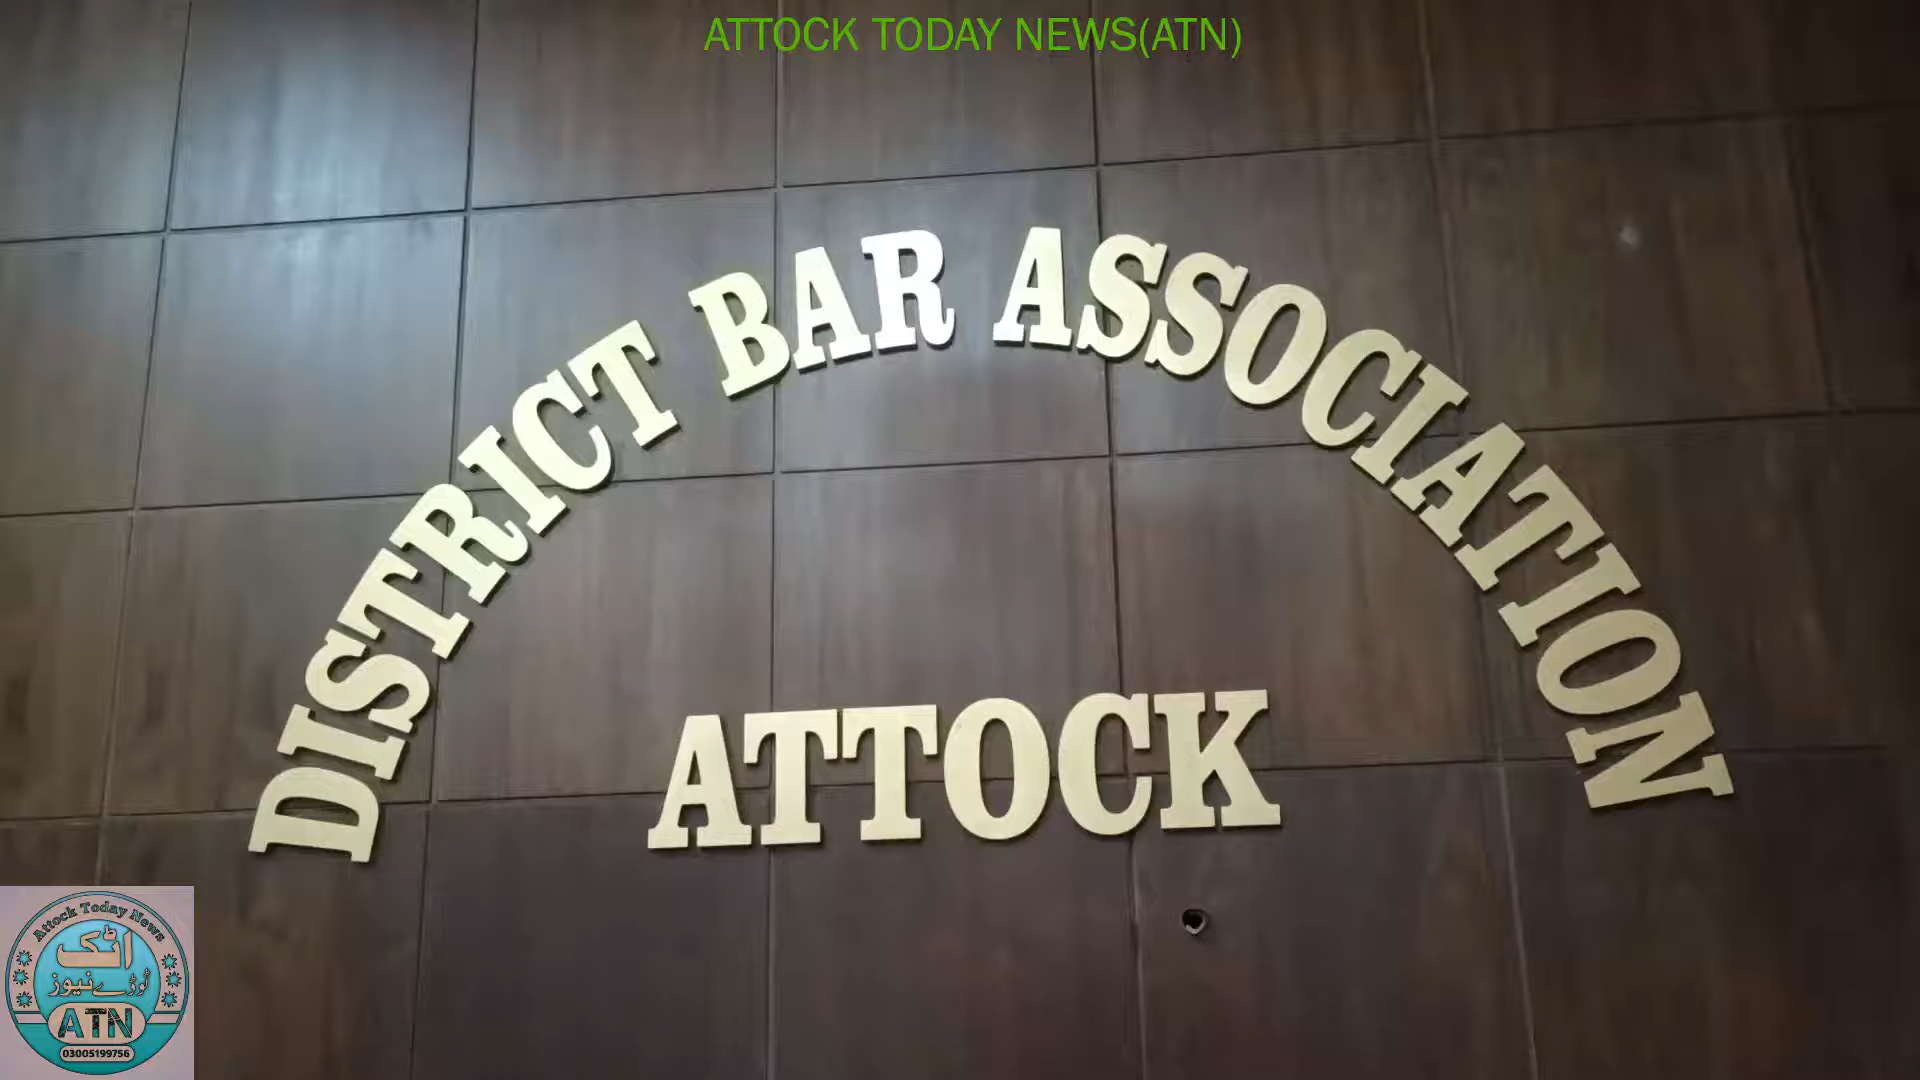 ATTOCK TODAY NEWS(ATN)
DISTRICT BAR ASSOCIATION
ATTOCK
Attock Today News
اٹک
ٹوڈے نیوز
ATN
03005199756